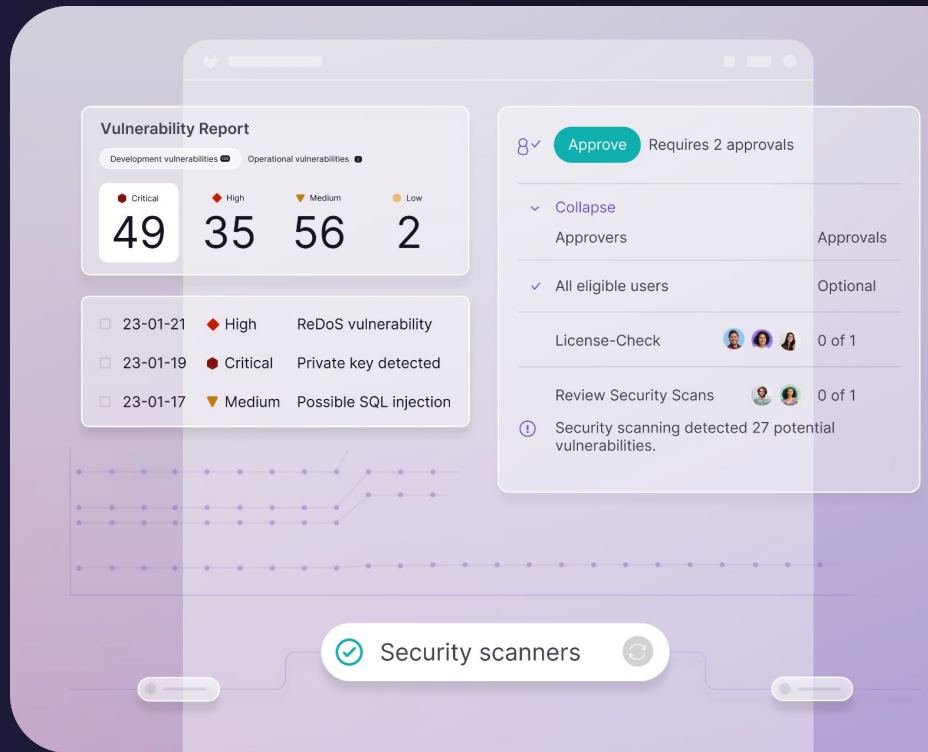 Vulnerability Report
Development vulnerabilities
Operational vulnerabilities
Critical
High
Medium
Low
49
35
56
2
23-01-21 High ReDoS vulnerability
23-01-19 Critical Private key detected
23-01-17 Medium Possible SQL injection
Approve Requires 2 approvals
Collapse
Approvers Approvals
All eligible users Optional
License-Check 0 of 1
Review Security Scans 0 of 1
Security scanning detected 27 potential
vulnerabilities.
Security scanners